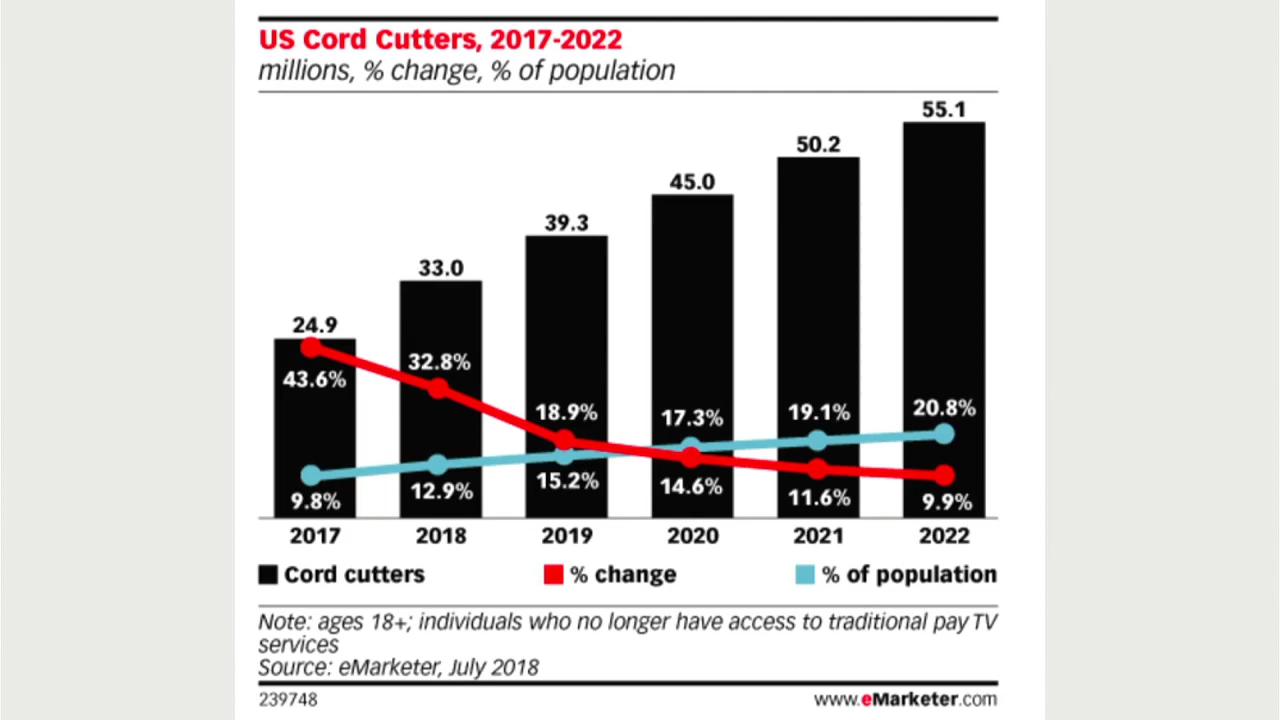 US Cord Cutters, 2017-2022
millions, % change, % of population
55.1
50.2
45.0
39.3
33.0
24.9
43.6%
32.8%
18.9%
17.3%
19.1%
20.8%
9.8%
12.9%
15.2%
14.6%
11.6%
9.9%
2017 2018 2019 2020 2021 2022
Cord cutters % change % of population
Note: ages 18+; individuals who no longer have access to traditional pay TV
services
Source: eMarketer, July 2018
239748 www.eMarketer.com